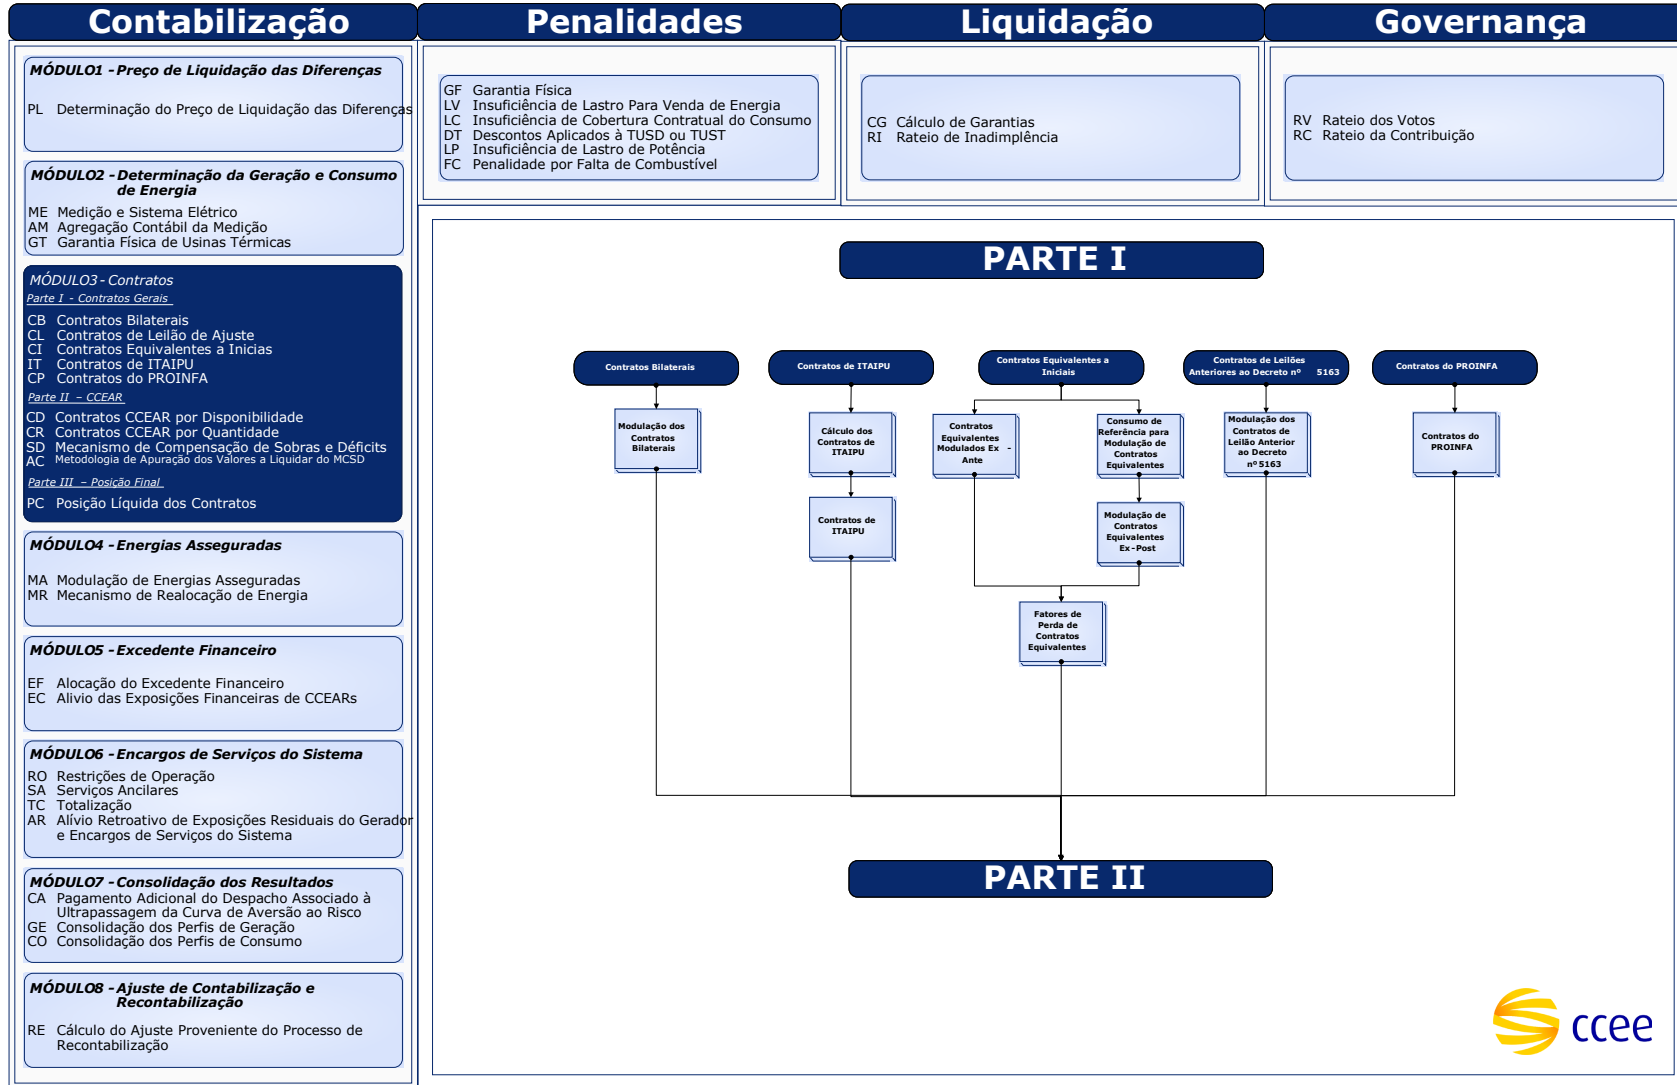 Contabilização
Penalidades
Liquidação
Governança
MÓDULO1 - Preço de Liquidação das Diferenças
PL Determinação do Preço de Liquidação das Diferenças
MÓDULO2 - Determinação da Geração e Consumo
de Energia
ME Medição e Sistema Elétrico
AM Agregação Contábil da Medição
GT Garantia Física de Usinas Térmicas
MÓDULO3 - Contratos
Parte I - Contratos Gerais
CB Contratos Bilaterais
CL Contratos de Leilão de Ajuste
CI Contratos Equivalentes a Inicias
IT Contratos de ITAIPU
CP Contratos do PROINFA
Parte II – CCEAR
CD Contratos CCEAR por Disponibilidade
CR Contratos CCEAR por Quantidade
SD Mecanismo de Compensação de Sobras e Déficits
AC Metodologia de Apuração dos Valores a Liquidar do MCSD
Parte III – Posição Final
PC Posição Líquida dos Contratos
MÓDULO4 - Energias Asseguradas
MA Modulação de Energias Asseguradas
MR Mecanismo de Realocação de Energia
MÓDULO5 - Excedente Financeiro
EF Alocação do Excedente Financeiro
EC Alivio das Exposições Financeiras de CCEARs
MÓDULO6 - Encargos de Serviços do Sistema
RO Restrições de Operação
SA Serviços Ancilares
TC Totalização
AR Alívio Retroativo de Exposições Residuais do Gerador
e Encargos de Serviços do Sistema
MÓDULO7 - Consolidação dos Resultados
CA Pagamento Adicional do Despacho Associado à
Ultrapassagem da Curva de Aversão ao Risco
GE Consolidação dos Perfis de Geração
CO Consolidação dos Perfis de Consumo
MÓDULO8 - Ajuste de Contabilização e
Recontabilização
RE Cálculo do Ajuste Proveniente do Processo de
Recontabilização
GF Garantia Física
LV Insuficiência de Lastro Para Venda de Energia
LC Insuficiência de Cobertura Contratual do Consumo
DT Descontos Aplicados à TUSD ou TUST
LP Insuficiência de Lastro de Potência
FC Penalidade por Falta de Combustível
CG Cálculo de Garantias
RI Rateio de Inadimplência
RV Rateio dos Votos
RC Rateio da Contribuição
PARTE I
Contratos Bilaterais
Contratos de ITAIPU
Contratos Equivalentes a
Iniciais
Contratos de Leilões
Anteriores ao Decreto nº 5163
Contratos do PROINFA
Modulação dos
Contratos
Bilaterais
Cálculo dos
Contratos de
ITAIPU
Contratos
Equivalentes
Modulados Ex -
Ante
Consumo de
Referência para
Modulação de
Contratos
Equivalentes
Modulação dos
Contratos de
Leilão Anterior
ao Decreto
nº 5163
Contratos do
PROINFA
Contratos de
ITAIPU
Modulação de
Contratos
Equivalentes
Ex-Post
Fatores de
Perda de
Contratos
Equivalentes
PARTE II
ccee